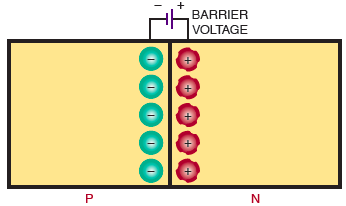 − +
BARRIER
VOLTAGE
− +
− +
− +
− +
− +
P N